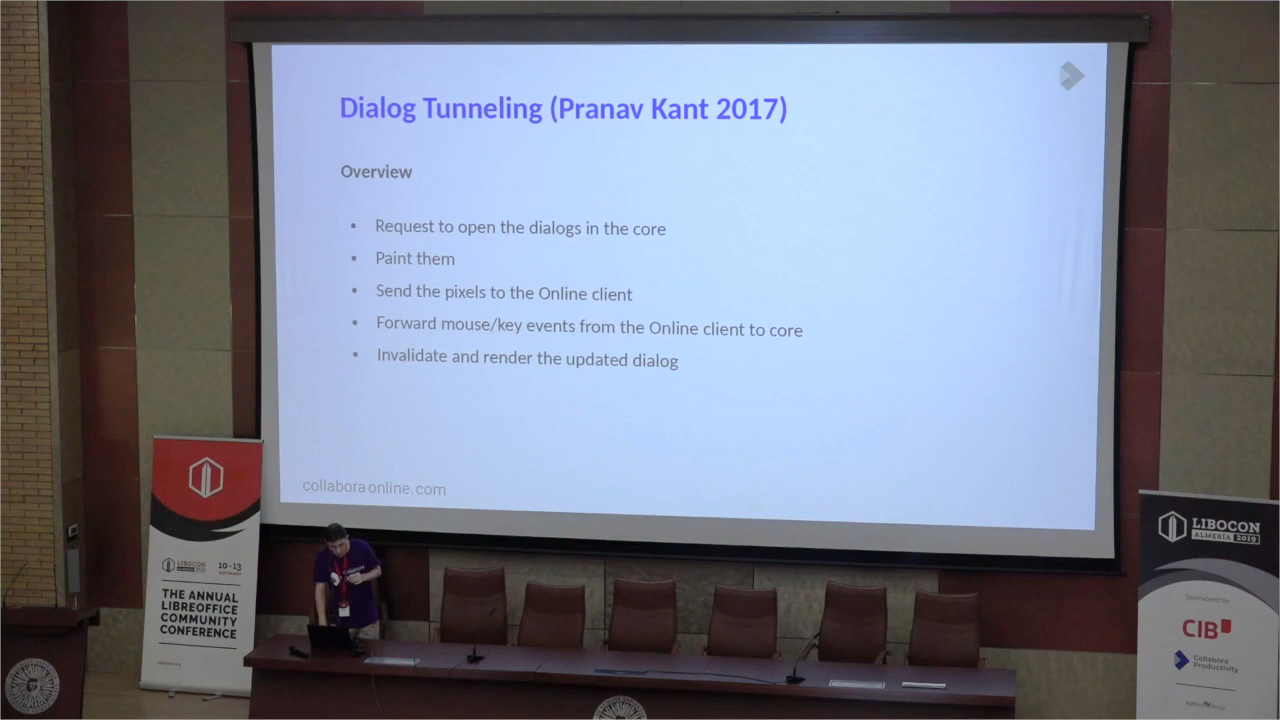 Dialog Tunneling (Pranav Kant 2017)
Overview
• Request to open the dialogs in the core
• Paint them
• Send the pixels to the Online client
• Forward mouse/key events from the Online client to core
• Invalidate and render the updated dialog
collaboraonline.com
LIBOCON
10-13
THE ANNUAL
LIBREOFFICE
COMMUNITY
CONFERENCE
LIBOCON
ALMERÍA 2019
Sponsored by
CIB
Collabora
Productivity